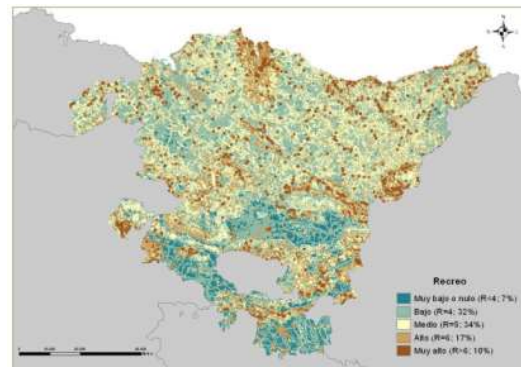 Recreo
Muy bajo o nulo (R<4; 7%)
Bajo (R=4; 32%)
Medio (R=5; 34%)
Alto (R=6; 17%)
Muy alto (R>6; 10%)